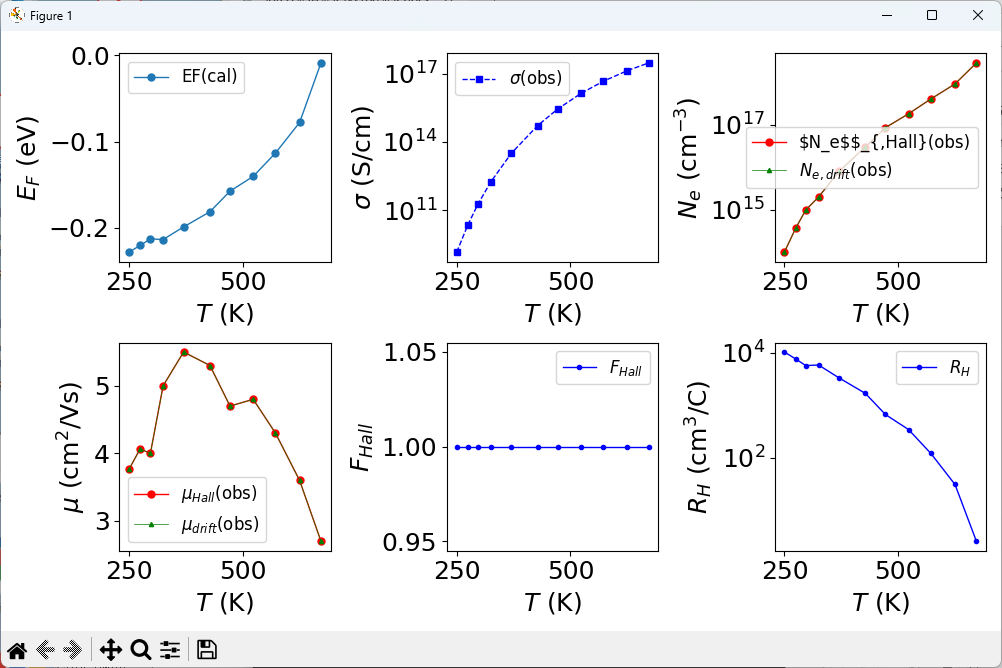 Figure 1
0.0
−0.1
−0.2
E_F (eV)
EF(cal)
250 500
T (K)
10^17
10^14
10^11
σ (S/cm)
σ(obs)
250 500
T (K)
10^17
10^15
N_e (cm^−3)
$N_e$$_{,Hall}(obs)
N_e,drift(obs)
250 500
T (K)
5
4
3
μ (cm^2/Vs)
μ_Hall(obs)
μ_drift(obs)
250 500
T (K)
1.05
1.00
0.95
F_Hall
F_Hall
250 500
T (K)
10^4
10^2
R_H (cm^3/C)
R_H
250 500
T (K)